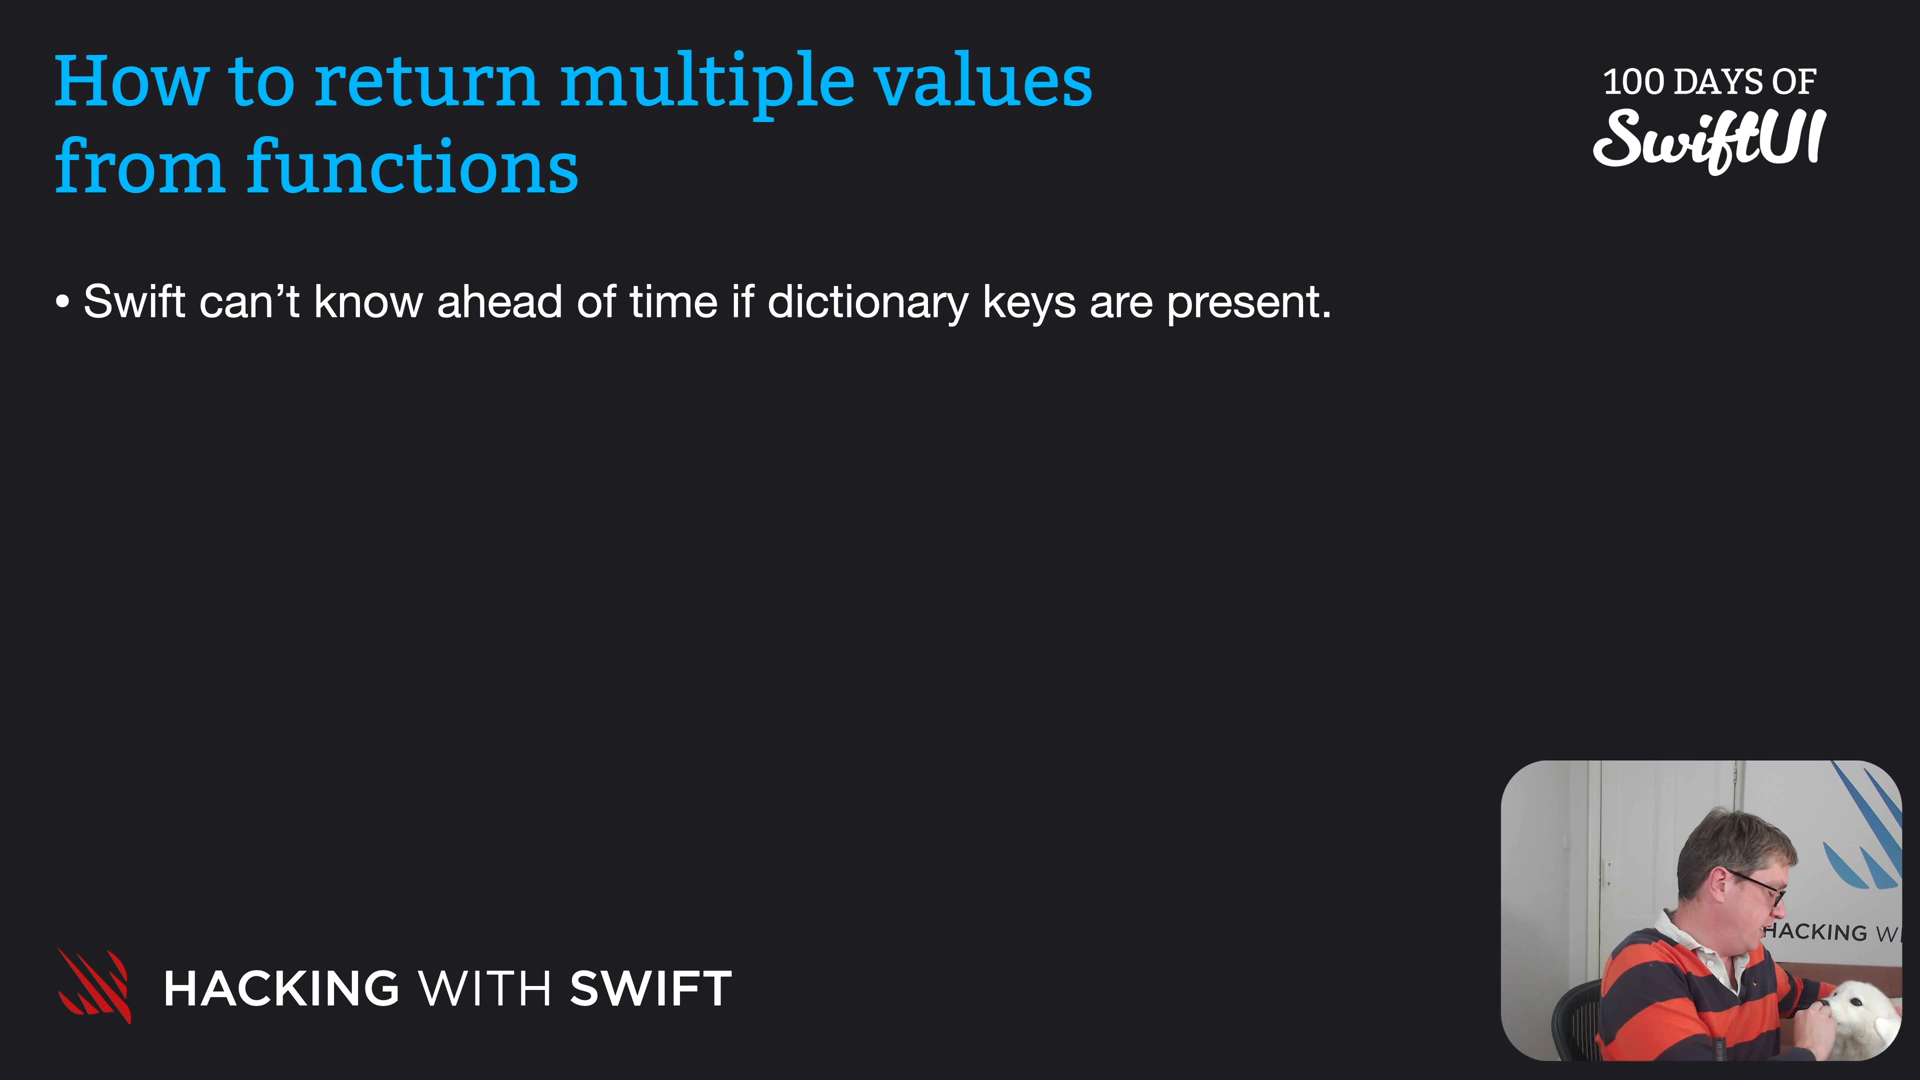 How to return multiple values
from functions
100 DAYS OF
SwiftUI
• Swift can’t know ahead of time if dictionary keys are present.
HACKING WITH SWIFT
HACKING WI